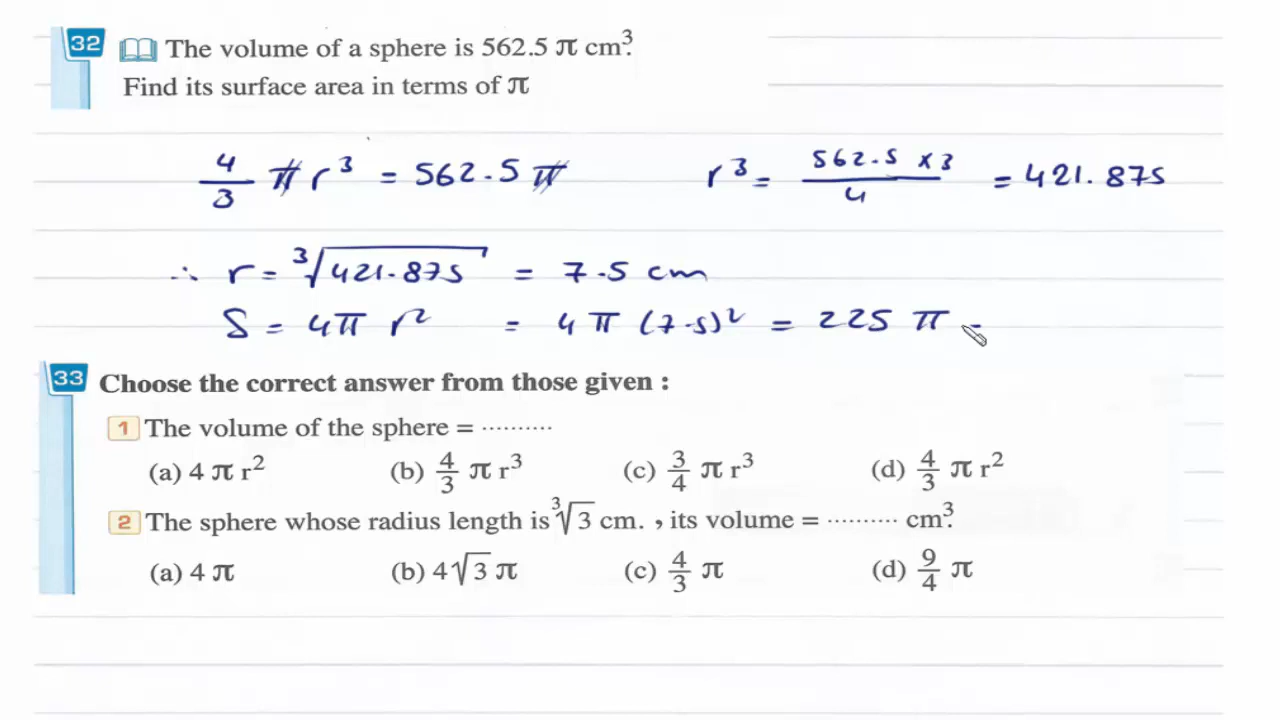 32 The volume of a sphere is 562.5 π cm³.
Find its surface area in terms of π
4/3 π r³ = 562.5 π    r³ = 562.5 × 3 / 4 = 421.875
∴ r = ³√421.875 = 7.5 cm
S = 4π r² = 4 π (7.5)² = 225 π -
33 Choose the correct answer from those given :
1 The volume of the sphere = ..........
(a) 4 π r² (b) 4/3 π r³ (c) 3/4 π r³ (d) 4/3 π r²
2 The sphere whose radius length is ³√3 cm. , its volume = .......... cm³.
(a) 4 π (b) 4√3 π (c) 4/3 π (d) 9/4 π